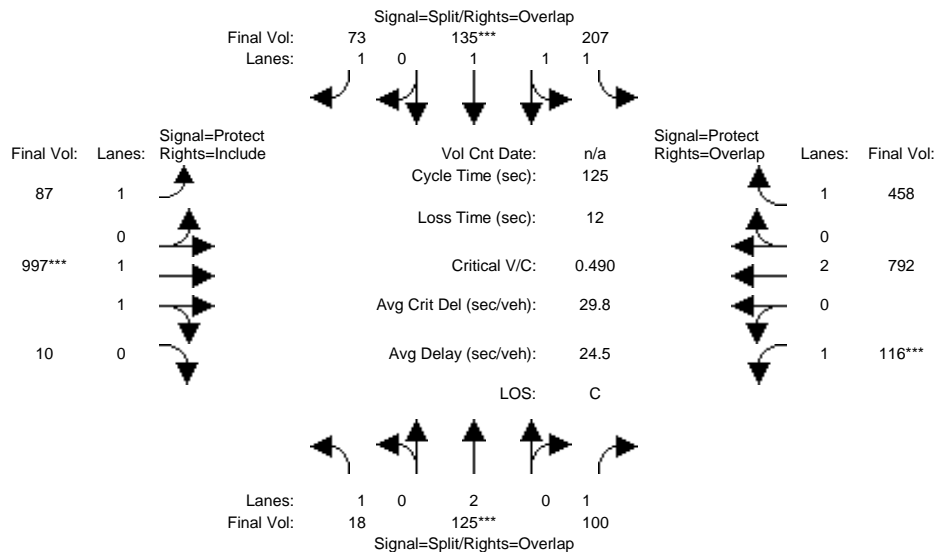 Signal=Split/Rights=Overlap
Final Vol: 73 135*** 207
Lanes: 1 0 1 1 1
Signal=Protect Signal=Protect
Final Vol: Lanes: Rights=Include Vol Cnt Date: n/a Rights=Overlap Lanes: Final Vol:
Cycle Time (sec): 125
87 1 1 458
Loss Time (sec): 12
0 0
997*** 1 Critical V/C: 0.490 2 792
1 Avg Crit Del (sec/veh): 29.8 0
10 0 Avg Delay (sec/veh): 24.5 1 116***
LOS: C
Lanes: 1 0 2 0 1
Final Vol: 18 125*** 100
Signal=Split/Rights=Overlap